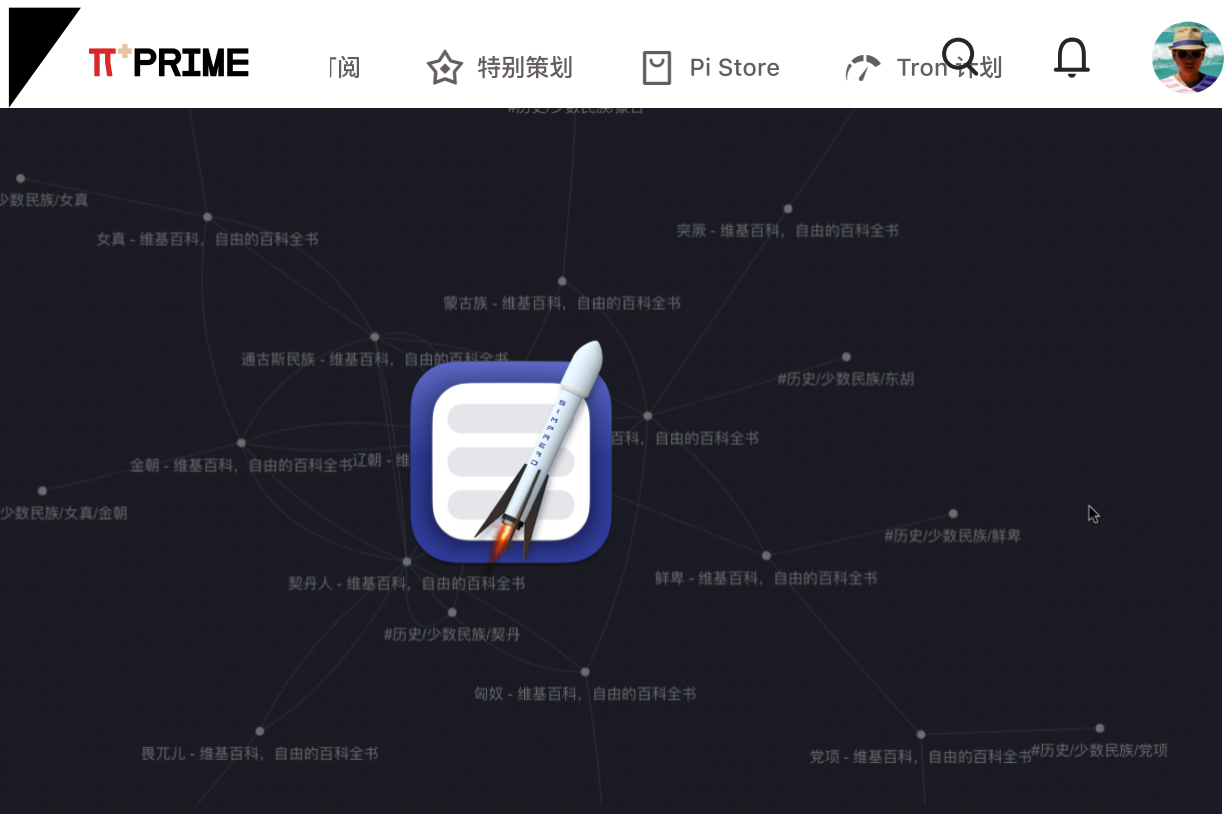 π+PRIME
阅
特别策划
Pi Store
Tron 计划
#历史/少数民族/蒙古
少数民族/女真
女真 - 维基百科，自由的百科全书
突厥 - 维基百科，自由的百科全书
蒙古族 - 维基百科，自由的百科全书
通古斯民族 - 维基百科，自由的百科全书
#历史/少数民族/东胡
百科，自由的百科全书
金朝 - 维基百科，自由的百科全书
辽朝 - 维
少数民族/女真/金朝
#历史/少数民族/鲜卑
鲜卑 - 维基百科，自由的百科全书
契丹人 - 维基百科，自由的百科全书
#历史/少数民族/契丹
匈奴 - 维基百科，自由的百科全书
畏兀儿 - 维基百科，自由的百科全书
党项 - 维基百科，自由的百科全书
#历史/少数民族/党项